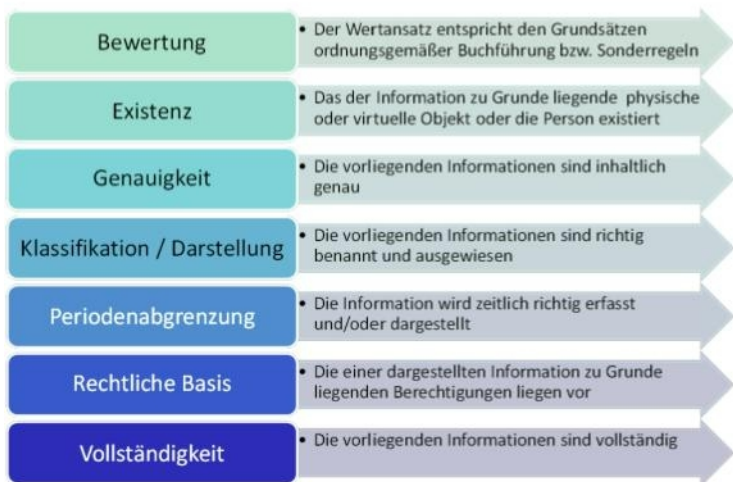 Bewertung
• Der Wertansatz entspricht den Grundsätzen
ordnungsgemäßer Buchführung bzw. Sonderregeln
Existenz
• Das der Information zu Grunde liegende physische
oder virtuelle Objekt oder die Person existiert
Genauigkeit
• Die vorliegenden Informationen sind inhaltlich
genau
Klassifikation / Darstellung
• Die vorliegenden Informationen sind richtig
benannt und ausgewiesen
Periodenabgrenzung
• Die Information wird zeitlich richtig erfasst
und/oder dargestellt
Rechtliche Basis
• Die einer dargestellten Information zu Grunde
liegenden Berechtigungen liegen vor
Vollständigkeit
• Die vorliegenden Informationen sind vollständig